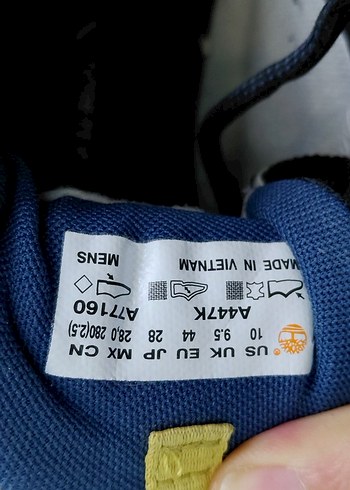 US UK EU JP MX CN
10 9.5 44 28 28.0 280(2.5)
A447K A77160
MADE IN VIETNAM MENS